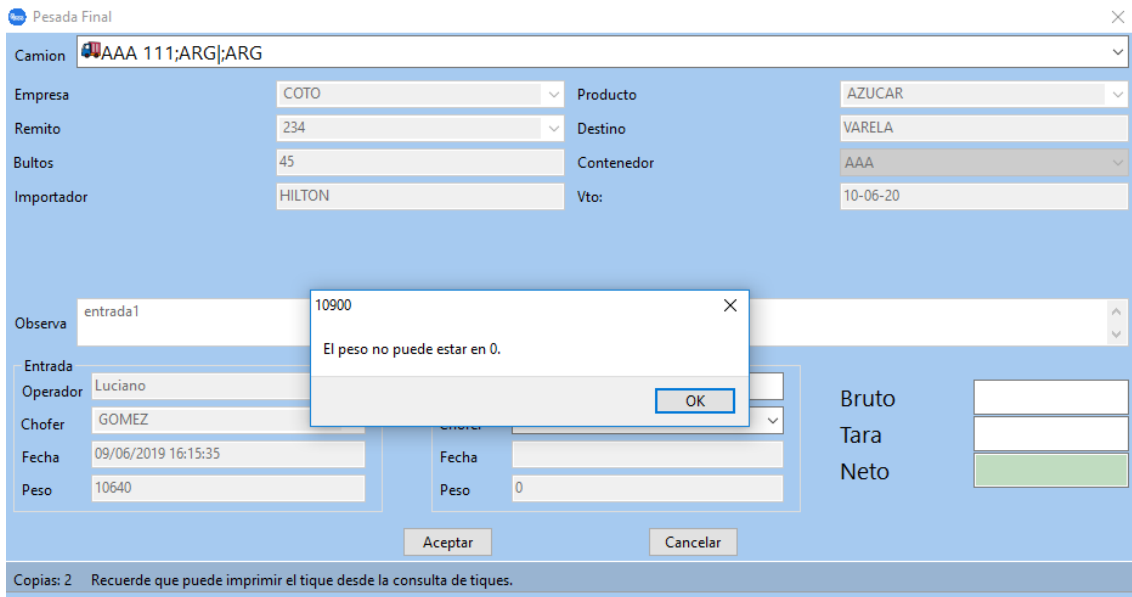 Pesada Final
Camion AAA 111;ARG|;ARG
Empresa COTO Producto AZUCAR
Remito 234 Destino VARELA
Bultos 45 Contenedor AAA
Importador HILTON Vto: 10-06-20
Observa entrada1
10900
El peso no puede estar en 0.
OK
Entrada
Operador Luciano
Chofer GOMEZ Chofer
Fecha 09/06/2019 16:15:35 Fecha
Peso 10640 Peso 0
Bruto
Tara
Neto
Aceptar Cancelar
Copias: 2 Recuerde que puede imprimir el tique desde la consulta de tiques.